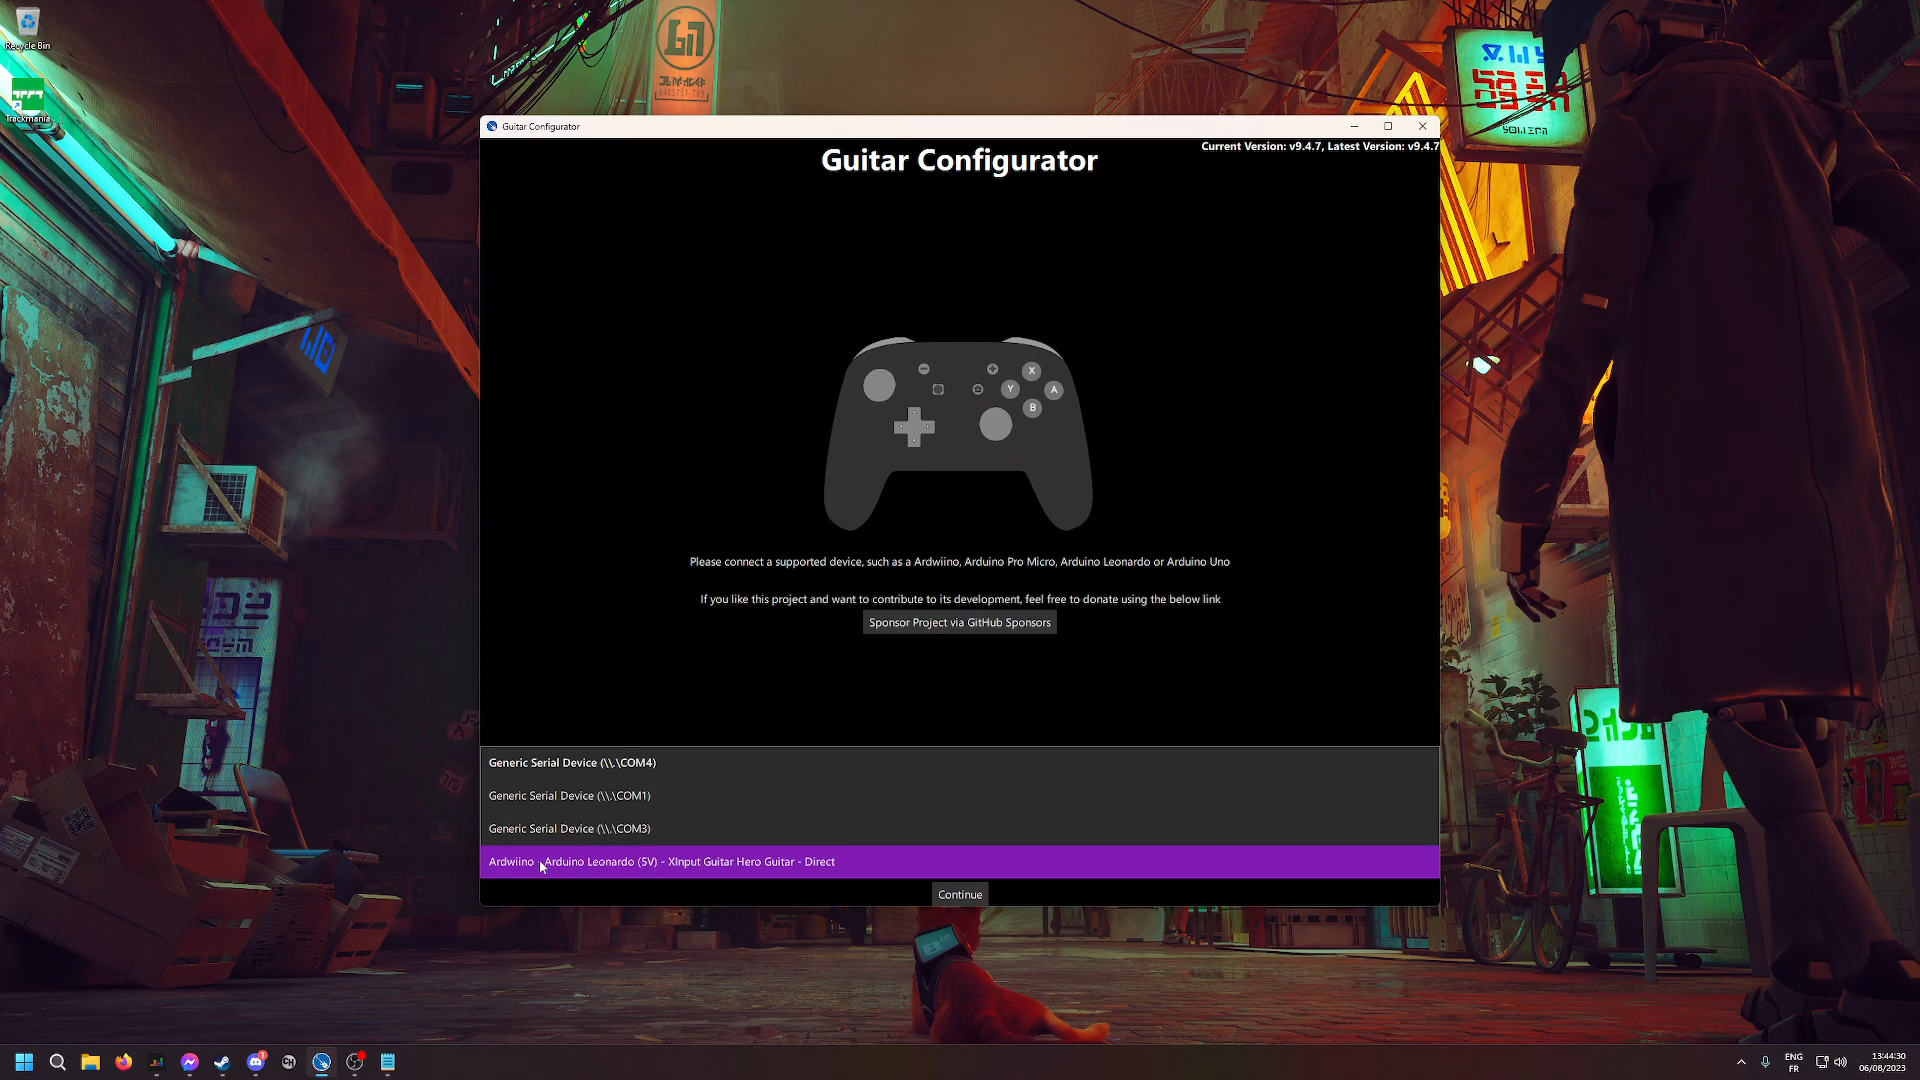 Recycle Bin
Trackmania
Guitar Configurator
Guitar Configurator
Current Version: v9.4.7, Latest Version: v9.4.7
X
Y
A
B
Please connect a supported device, such as a Ardwiino, Arduino Pro Micro, Arduino Leonardo or Arduino Uno
If you like this project and want to contribute to its development, feel free to donate using the below link
Sponsor Project via GitHub Sponsors
Generic Serial Device (\\.\COM4)
Generic Serial Device (\\.\COM1)
Generic Serial Device (\\.\COM3)
Ardwiino - Arduino Leonardo (5V) - XInput Guitar Hero Guitar - Direct
Continue
1
CH
ENG
FR
13:44:30
06/08/2023